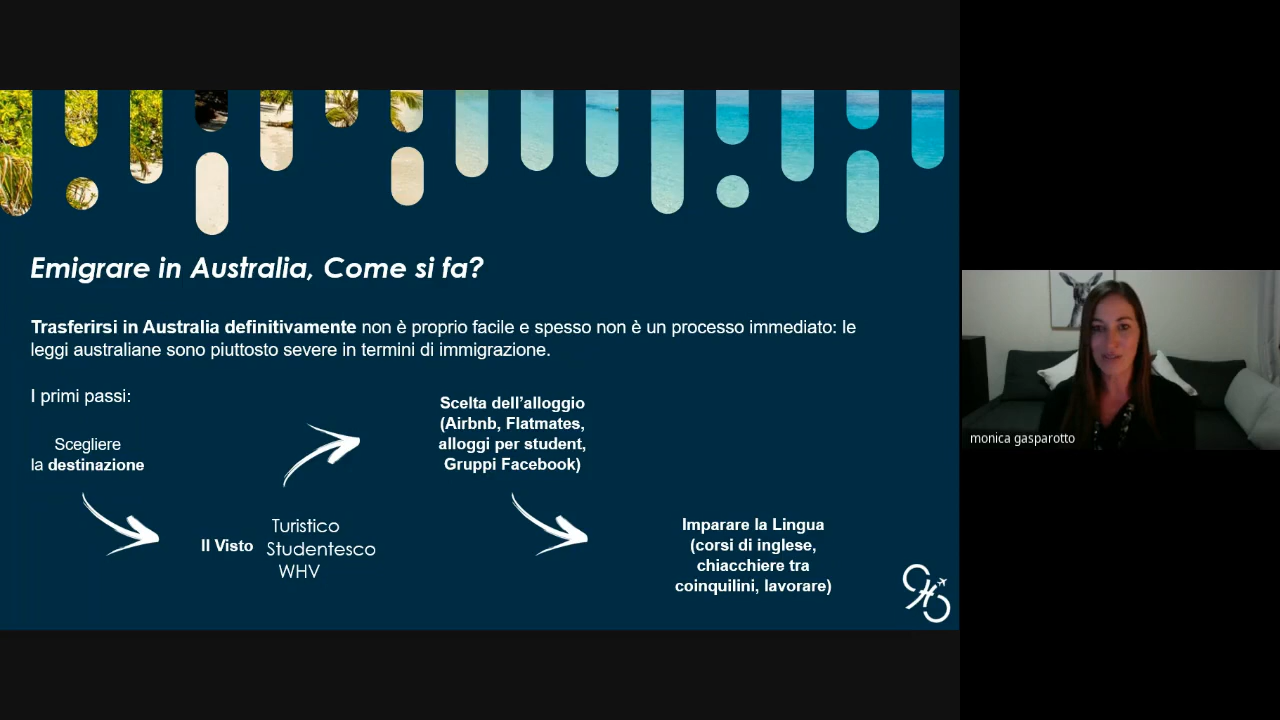 Emigrare in Australia, Come si fa?
Trasferirsi in Australia definitivamente non è proprio facile e spesso non è un processo immediato: le
leggi australiane sono piuttosto severe in termini di immigrazione.
I primi passi:
Scegliere
la destinazione
Il Visto
Turistico
Studentesco
WHV
Scelta dell'alloggio
(Airbnb, Flatmates,
alloggi per student,
Gruppi Facebook)
Imparare la Lingua
(corsi di inglese,
chiacchiere tra
coinquilini, lavorare)
monica gasparotto